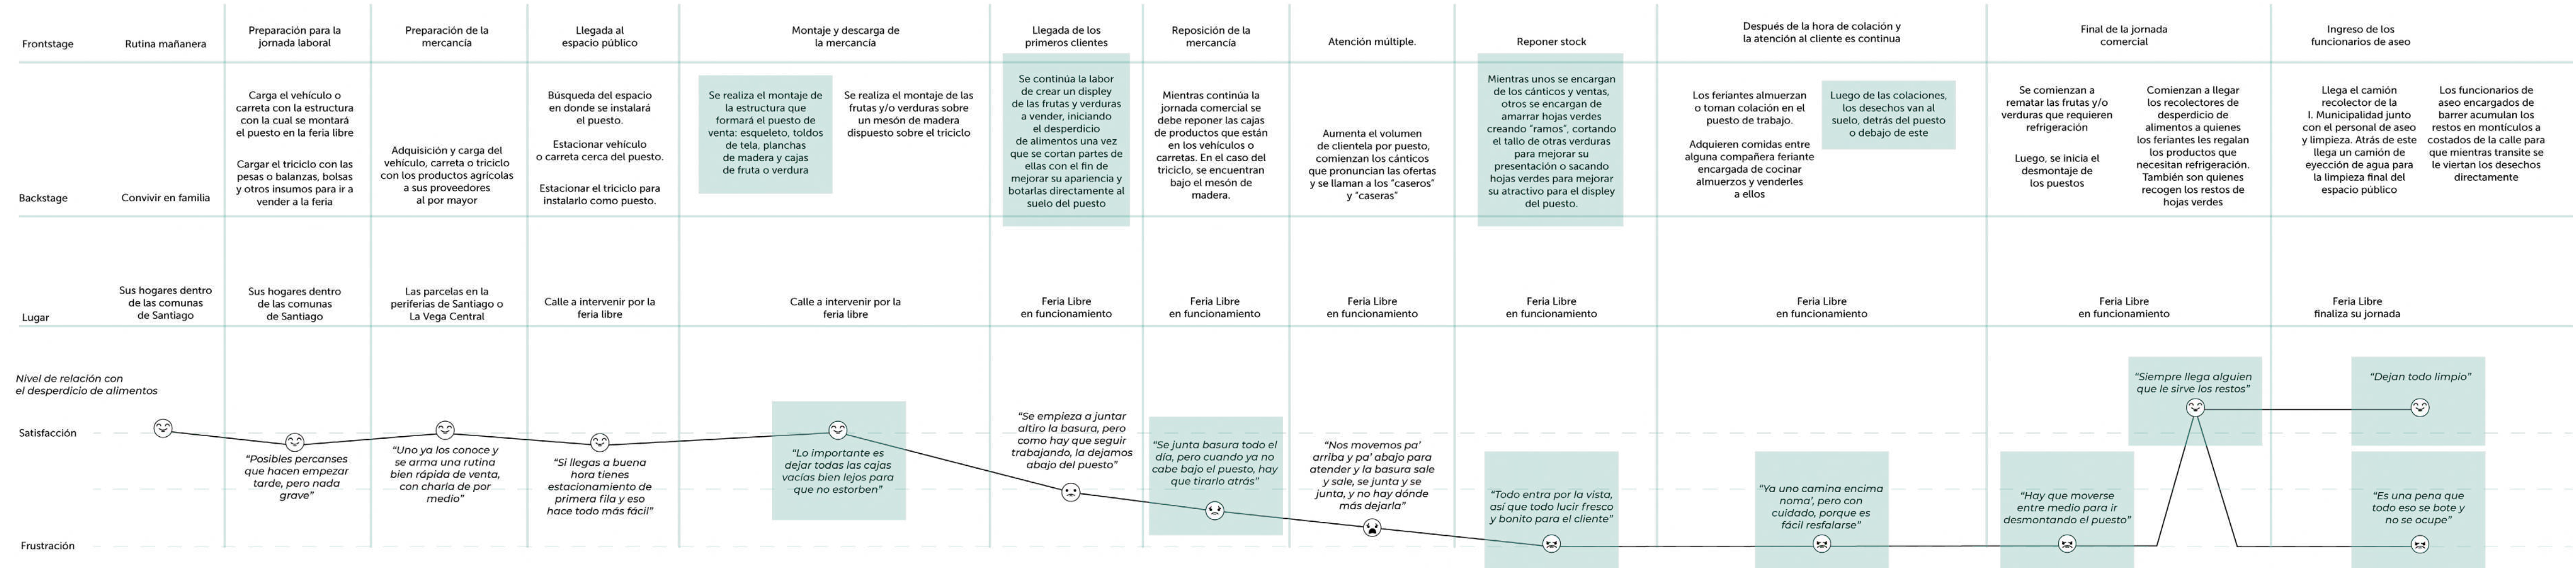 Frontstage
Rutina mañanera
Preparación para la
jornada laboral
Preparación de la
mercancía
Llegada al
espacio público
Montaje y descarga de
la mercancía
Llegada de los
primeros clientes
Reposición de la
mercancía
Atención múltiple.
Reponer stock
Después de la hora de colación y
la atención al cliente es continua
Final de la jornada
comercial
Ingreso de los
funcionarios de aseo
Backstage
Convivir en familia
Carga el vehículo o
carreta con la estructura
con la cual se montará
el puesto en la feria libre
Cargar el triciclo con las
pesas o balanzas, bolsas
y otros insumos para ir a
vender a la feria
Adquisición y carga del
vehículo, carreta o triciclo
con los productos agrícolas
a sus proveedores
al por mayor
Búsqueda del espacio
en donde se instalará
el puesto.
Estacionar vehículo
o carreta cerca del puesto.
Estacionar el triciclo para
instalarlo como puesto.
Se realiza el montaje de
la estructura que
formará el puesto de
venta: esqueleto, toldos
de tela, planchas
de madera y cajas
de fruta o verdura
Se realiza el montaje de las
frutas y/o verduras sobre
un mesón de madera
dispuesto sobre el triciclo
Se continúa la labor
de crear un displey
de las frutas y verduras
a vender, iniciando
el desperdicio
de alimentos una vez
que se cortan partes de
ellas con el fin de
mejorar su apariencia y
botarlas directamente al
suelo del puesto
Mientras continúa la
jornada comercial se
debe reponer las cajas
de productos que están
en los vehículos o
carretas. En el caso del
triciclo, se encuentran
bajo el mesón de
madera.
Aumenta el volumen
de clientela por puesto,
comienzan los cánticos
que pronuncian las ofertas
y se llaman a los “caseros”
y “caseras”
Mientras unos se encargan
de los cánticos y ventas,
otros se encargan de
amarrar hojas verdes
creando “ramos”, cortando
el tallo de otras verduras
para mejorar su
presentación o sacando
hojas verdes para mejorar
su atractivo para el displey
del puesto.
Los feriantes almuerzan
o toman colación en el
puesto de trabajo.
Adquieren comidas entre
alguna compañera feriante
encargada de cocinar
almuerzos y venderles
a ellos
Luego de las colaciones,
los desechos van al
suelo, detrás del puesto
o debajo de este
Se comienzan a
rematar las frutas y/o
verduras que requieren
refrigeración
Luego, se inicia el
desmontaje de
los puestos
Comienzan a llegar
los recolectores de
desperdicio de
alimentos a quienes
los feriantes les regalan
los productos que
necesitan refrigeración.
También son quienes
recogen los restos de
hojas verdes
Llega el camión
recolector de la
I. Municipalidad junto
con el personal de aseo
y limpieza. Atrás de este
llega un camión de
eyección de agua para
la limpieza final del
espacio público
Los funcionarios de
aseo encargados de
barrer acumulan los
restos en montículos a
costados de la calle para
que mientras transite se
le viertan los desechos
directamente
Lugar
Sus hogares dentro
de las comunas
de Santiago
Sus hogares dentro
de las comunas
de Santiago
Las parcelas en la
periferias de Santiago o
La Vega Central
Calle a intervenir por la
feria libre
Calle a intervenir por la
feria libre
Feria Libre
en funcionamiento
Feria Libre
en funcionamiento
Feria Libre
en funcionamiento
Feria Libre
en funcionamiento
Feria Libre
en funcionamiento
Feria Libre
en funcionamiento
Feria Libre
finaliza su jornada
Nivel de relación con
el desperdicio de alimentos
Satisfacción
Frustración
“Posibles percanses
que hacen empezar
tarde, pero nada
grave”
“Uno ya los conoce y
se arma una rutina
bien rápida de venta,
con charla de por
medio”
“Si llegas a buena
hora tienes
estacionamiento de
primera fila y eso
hace todo más fácil”
“Lo importante es
dejar todas las cajas
vacías bien lejos para
que no estorben”
“Se empieza a juntar
altiro la basura, pero
como hay que seguir
trabajando, la dejamos
abajo del puesto”
“Se junta basura todo el
día, pero cuando ya no
cabe bajo el puesto, hay
que tirarlo atrás”
“Nos movemos pa’
arriba y pa’ abajo para
atender y la basura sale
y sale, se junta y se
junta, y no hay dónde
más dejarla”
“Todo entra por la vista,
así que todo lucir fresco
y bonito para el cliente”
“Ya uno camina encima
noma’, pero con
cuidado, porque es
fácil resfalarse”
“Hay que moverse
entre medio para ir
desmontando el puesto”
“Siempre llega alguien
que le sirve los restos”
“Dejan todo limpio”
“Es una pena que
todo eso se bote y
no se ocupe”